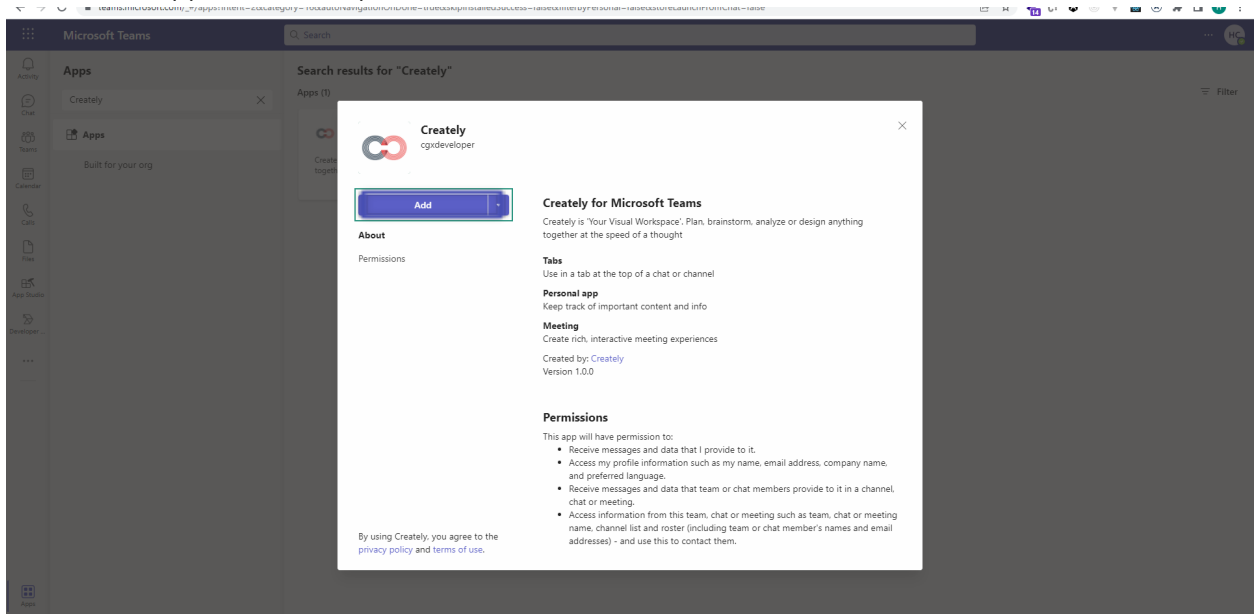 Microsoft Teams
Search
HC
14
Activity
Chat
Teams
Calendar
Calls
Files
App Studio
Developer ...
Apps
Apps
Creately
Apps
Built for your org
Search results for "Creately"
Apps (1)
Filter
Creately
cgxdeveloper
Add
About
Permissions
By using Creately, you agree to the
privacy policy and terms of use.
Creately for Microsoft Teams
Creately is 'Your Visual Workspace'. Plan, brainstorm, analyze or design anything
together at the speed of a thought
Tabs
Use in a tab at the top of a chat or channel
Personal app
Keep track of important content and info
Meeting
Create rich, interactive meeting experiences
Created by: Creately
Version 1.0.0
Permissions
This app will have permission to:
• Receive messages and data that I provide to it.
• Access my profile information such as my name, email address, company name,
and preferred language.
• Receive messages and data that team or chat members provide to it in a channel,
chat or meeting.
• Access information from this team, chat or meeting such as team, chat or meeting
name, channel list and roster (including team or chat member's names and email
addresses) - and use this to contact them.